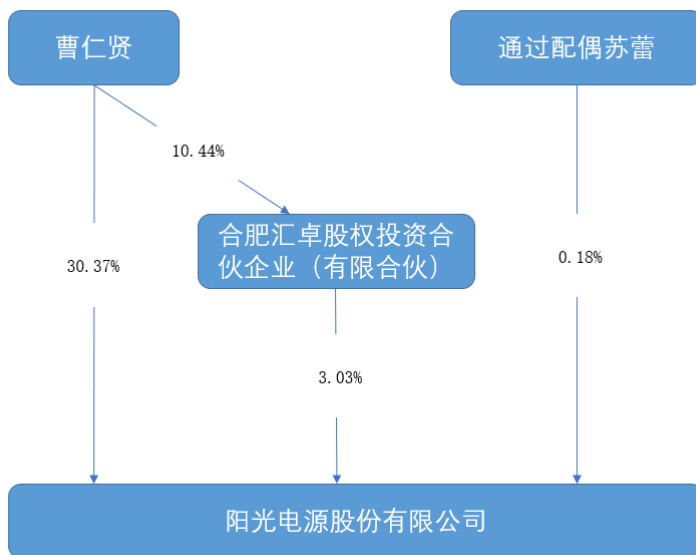 曹仁贤
通过配偶苏蕾
10.44%
合肥汇卓股权投资合
伙企业（有限合伙）
30.37%
0.18%
3.03%
阳光电源股份有限公司